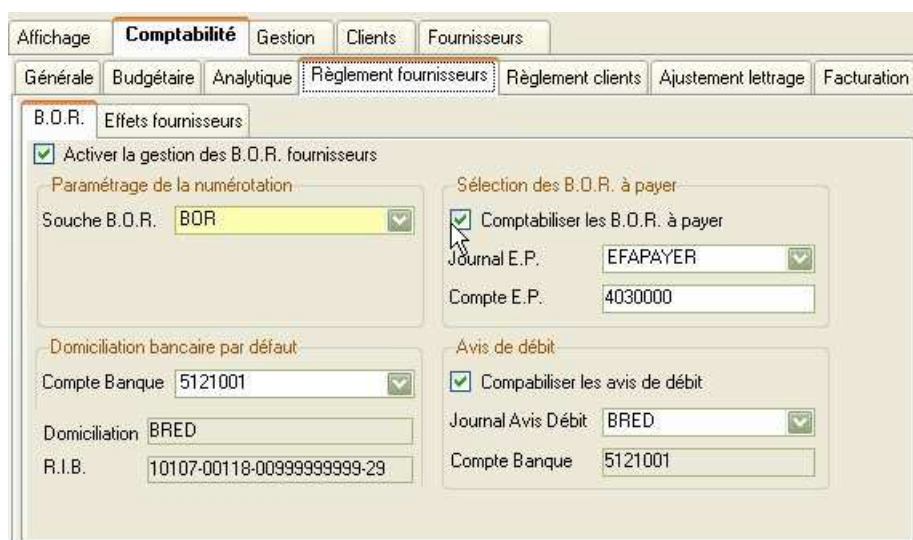 Affichage Comptabilité Gestion Clients Fournisseurs
Générale Budgétaire Analytique Règlement fournisseurs Règlement clients Ajustement lettrage Facturation
B.O.R. Effets fournisseurs
Activer la gestion des B.O.R. fournisseurs
Paramétrage de la numérotation
Souche B.O.R. BOR
Sélection des B.O.R. à payer
Comptabiliser les B.O.R. à payer
Journal E.P. EFAPAYER
Compte E.P. 4030000
Domiciliation bancaire par défaut
Compte Banque 5121001
Domiciliation BRED
R.I.B. 10107-00118-00999999999-29
Avis de débit
Compabiliser les avis de débit
Journal Avis Débit BRED
Compte Banque 5121001